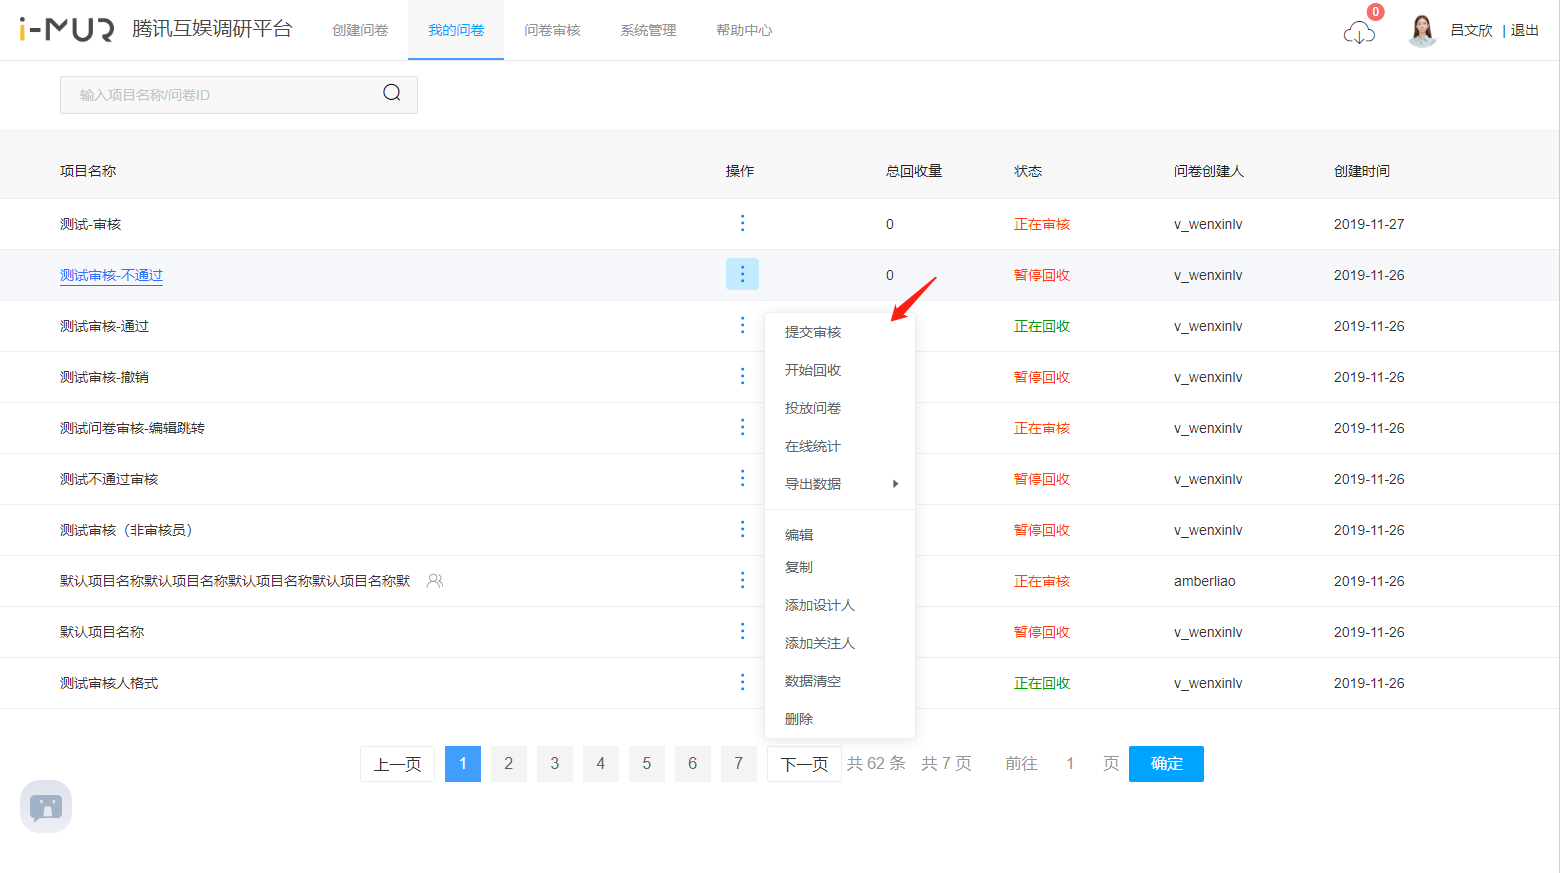 i-MUR 腾讯互娱调研平台 创建问卷 我的问卷 问卷审核 系统管理 帮助中心 0 吕文欣 | 退出
输入项目名称/问卷ID
项目名称 操作 总回收量 状态 问卷创建人 创建时间
测试-审核 0 正在审核 v_wenxinlv 2019-11-27
测试审核-不通过 0 暂停回收 v_wenxinlv 2019-11-26
测试审核-通过 正在回收 v_wenxinlv 2019-11-26
测试审核-撤销 暂停回收 v_wenxinlv 2019-11-26
测试问卷审核-编辑跳转 正在审核 v_wenxinlv 2019-11-26
测试不通过审核 暂停回收 v_wenxinlv 2019-11-26
测试审核（非审核员） 暂停回收 v_wenxinlv 2019-11-26
默认项目名称默认项目名称默认项目名称默认项目名称默 正在审核 amberliao 2019-11-26
默认项目名称 暂停回收 v_wenxinlv 2019-11-26
测试审核人格式 正在回收 v_wenxinlv 2019-11-26
提交审核
开始回收
投放问卷
在线统计
导出数据
编辑
复制
添加设计人
添加关注人
数据清空
删除
上一页 1 2 3 4 5 6 7 下一页 共 62 条 共 7 页 前往 1 页 确定